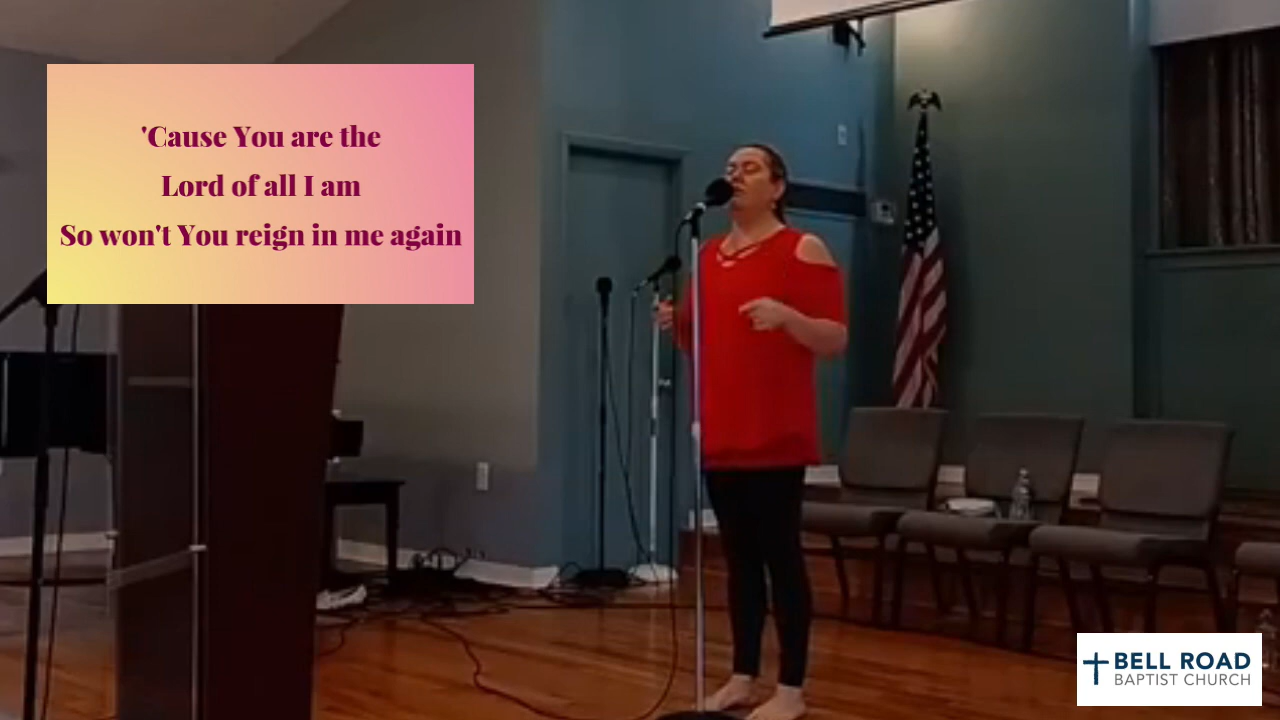 'Cause You are the
Lord of all I am
So won't You reign in me again
BELL ROAD
BAPTIST CHURCH